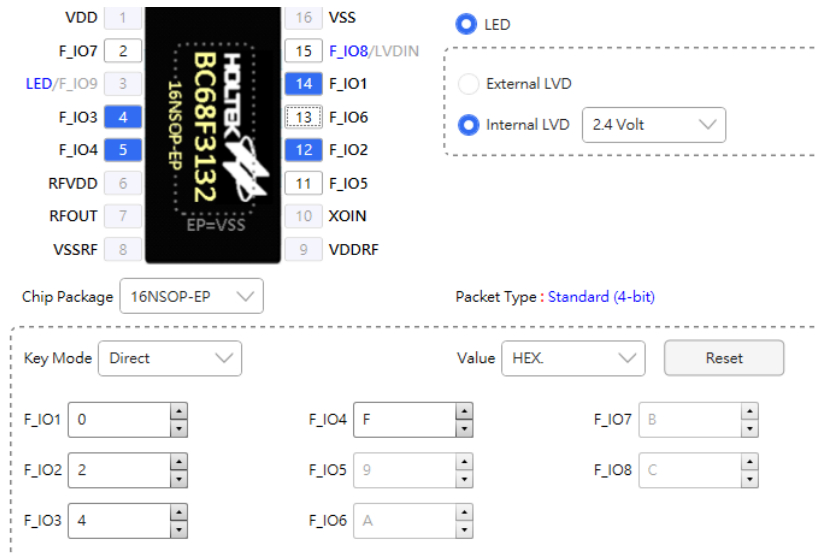 VDD 1 16 VSS LED
F_IO7 2 15 F_IO8/LVDIN
LED/F_IO9 3 14 F_IO1 External LVD
F_IO3 4 13 F_IO6 Internal LVD 2.4 Volt
F_IO4 5 12 F_IO2
RFVDD 6 11 F_IO5
RFOUT 7 10 XOIN
VSSRF 8 9 VDDRF
HOLTEK
BC68F3132
16NSOP-EP
EP=VSS
Chip Package 16NSOP-EP Packet Type : Standard (4-bit)
Key Mode Direct Value HEX. Reset
F_IO1 0 F_IO4 F F_IO7 B
F_IO2 2 F_IO5 9 F_IO8 C
F_IO3 4 F_IO6 A